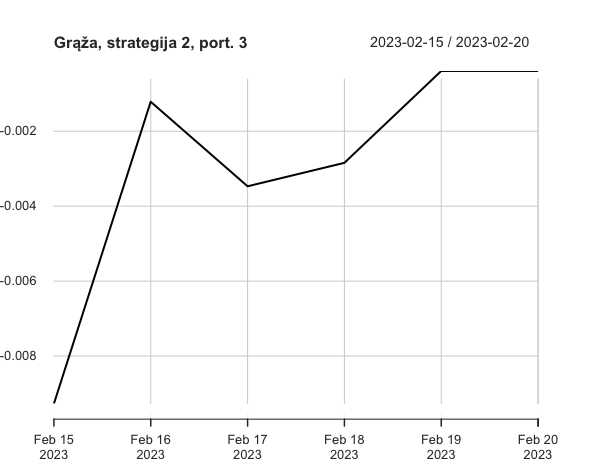 Grąža, strategija 2, port. 3
2023-02-15 / 2023-02-20
-0.002
-0.004
-0.006
-0.008
Feb 15 Feb 16 Feb 17 Feb 18 Feb 19 Feb 20
2023 2023 2023 2023 2023 2023